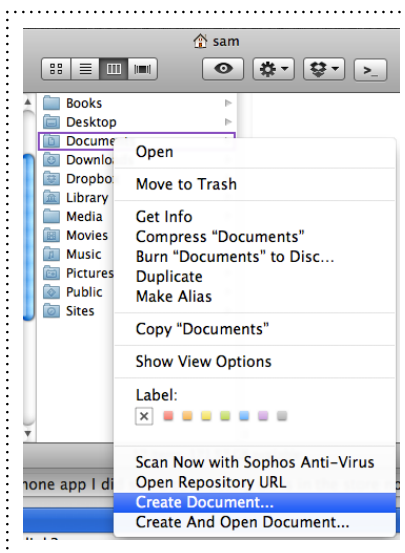 sam
Books
Desktop
Docume
Downlo
Dropbo
Library
Media
Movies
Music
Pictures
Public
Sites
Open
Move to Trash
Get Info
Compress “Documents”
Burn “Documents” to Disc...
Duplicate
Make Alias
Copy “Documents”
Show View Options
Label:
Scan Now with Sophos Anti-Virus
Open Repository URL
Create Document...
Create And Open Document...
hone app I di